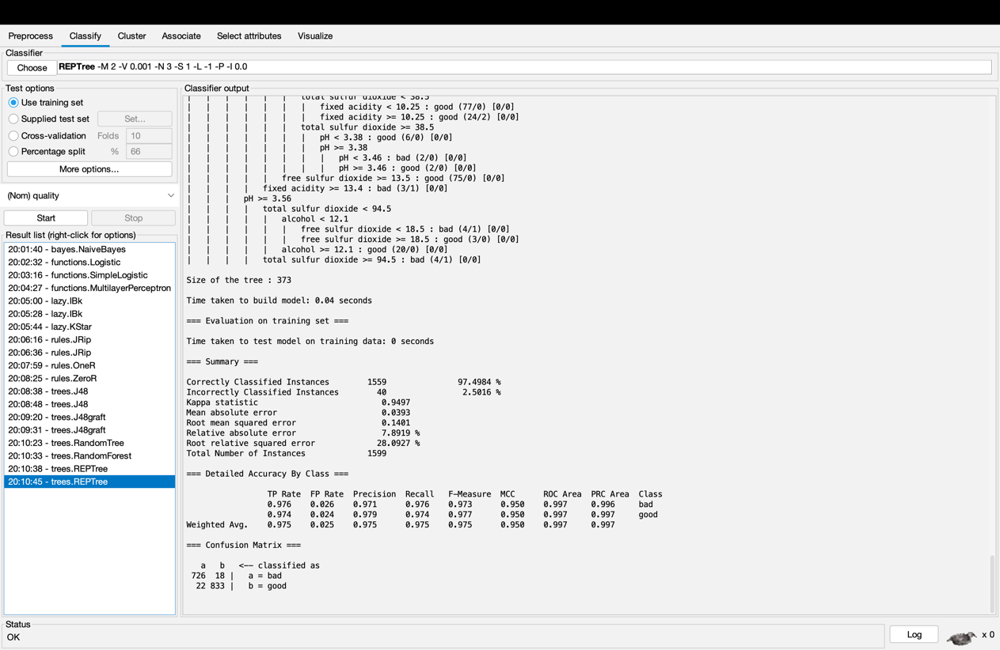 Preprocess Classify Cluster Associate Select attributes Visualize
Classifier
Choose REPTree -M 2 -V 0.001 -N 3 -S 1 -L -1 -P -I 0.0
Test options
Use training set
Supplied test set Set...
Cross-validation Folds 10
Percentage split % 66
More options...
(Nom) quality
Start Stop
Result list (right-click for options)
20:01:40 - bayes.NaiveBayes
20:02:32 - functions.Logistic
20:03:16 - functions.SimpleLogistic
20:04:27 - functions.MultilayerPerceptron
20:05:00 - lazy.IBk
20:05:28 - lazy.IBk
20:05:44 - lazy.KStar
20:06:16 - rules.JRip
20:06:36 - rules.JRip
20:07:59 - rules.OneR
20:08:25 - rules.ZeroR
20:08:38 - trees.J48
20:08:48 - trees.J48
20:09:20 - trees.J48graft
20:09:31 - trees.J48graft
20:10:23 - trees.RandomTree
20:10:33 - trees.RandomForest
20:10:38 - trees.REPTree
20:10:45 - trees.REPTree
Classifier output
| | | | | | total sulfur dioxide < 38.5
| | | | | | | fixed acidity < 10.25 : good (77/0) [0/0]
| | | | | | | fixed acidity >= 10.25 : good (24/2) [0/0]
| | | | | | total sulfur dioxide >= 38.5
| | | | | | | pH < 3.38 : good (6/0) [0/0]
| | | | | | | pH >= 3.38
| | | | | | | | pH < 3.46 : bad (2/0) [0/0]
| | | | | | | | pH >= 3.46 : good (2/0) [0/0]
| | | | | free sulfur dioxide >= 13.5 : good (75/0) [0/0]
| | | | fixed acidity >= 13.4 : bad (3/1) [0/0]
| | | pH >= 3.56
| | | | total sulfur dioxide < 94.5
| | | | | alcohol < 12.1
| | | | | | free sulfur dioxide < 18.5 : bad (4/1) [0/0]
| | | | | | free sulfur dioxide >= 18.5 : good (3/0) [0/0]
| | | | | alcohol >= 12.1 : good (20/0) [0/0]
| | | | total sulfur dioxide >= 94.5 : bad (4/1) [0/0]
Size of the tree : 373
Time taken to build model: 0.04 seconds
=== Evaluation on training set ===
Time taken to test model on training data: 0 seconds
=== Summary ===
Correctly Classified Instances 1559 97.4984 %
Incorrectly Classified Instances 40 2.5016 %
Kappa statistic 0.9497
Mean absolute error 0.0393
Root mean squared error 0.1401
Relative absolute error 7.8919 %
Root relative squared error 28.0927 %
Total Number of Instances 1599
=== Detailed Accuracy By Class ===
TP Rate FP Rate Precision Recall F-Measure MCC ROC Area PRC Area Class
0.976 0.026 0.971 0.976 0.973 0.950 0.997 0.996 bad
0.974 0.024 0.979 0.974 0.977 0.950 0.997 0.997 good
Weighted Avg. 0.975 0.025 0.975 0.975 0.975 0.950 0.997 0.997
=== Confusion Matrix ===
a b <-- classified as
726 18 | a = bad
22 833 | b = good
Status
OK
Log x 0